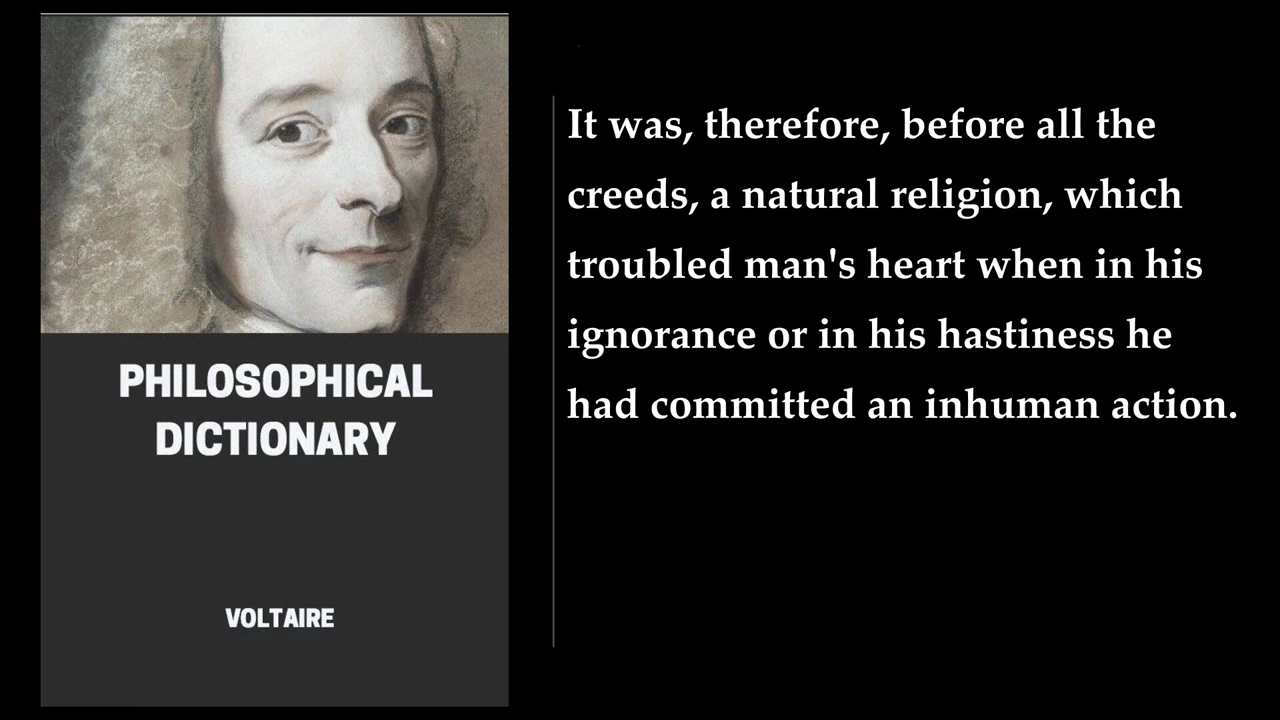 PHILOSOPHICAL
DICTIONARY
VOLTAIRE
It was, therefore, before all the
creeds, a natural religion, which
troubled man's heart when in his
ignorance or in his hastiness he
had committed an inhuman action.